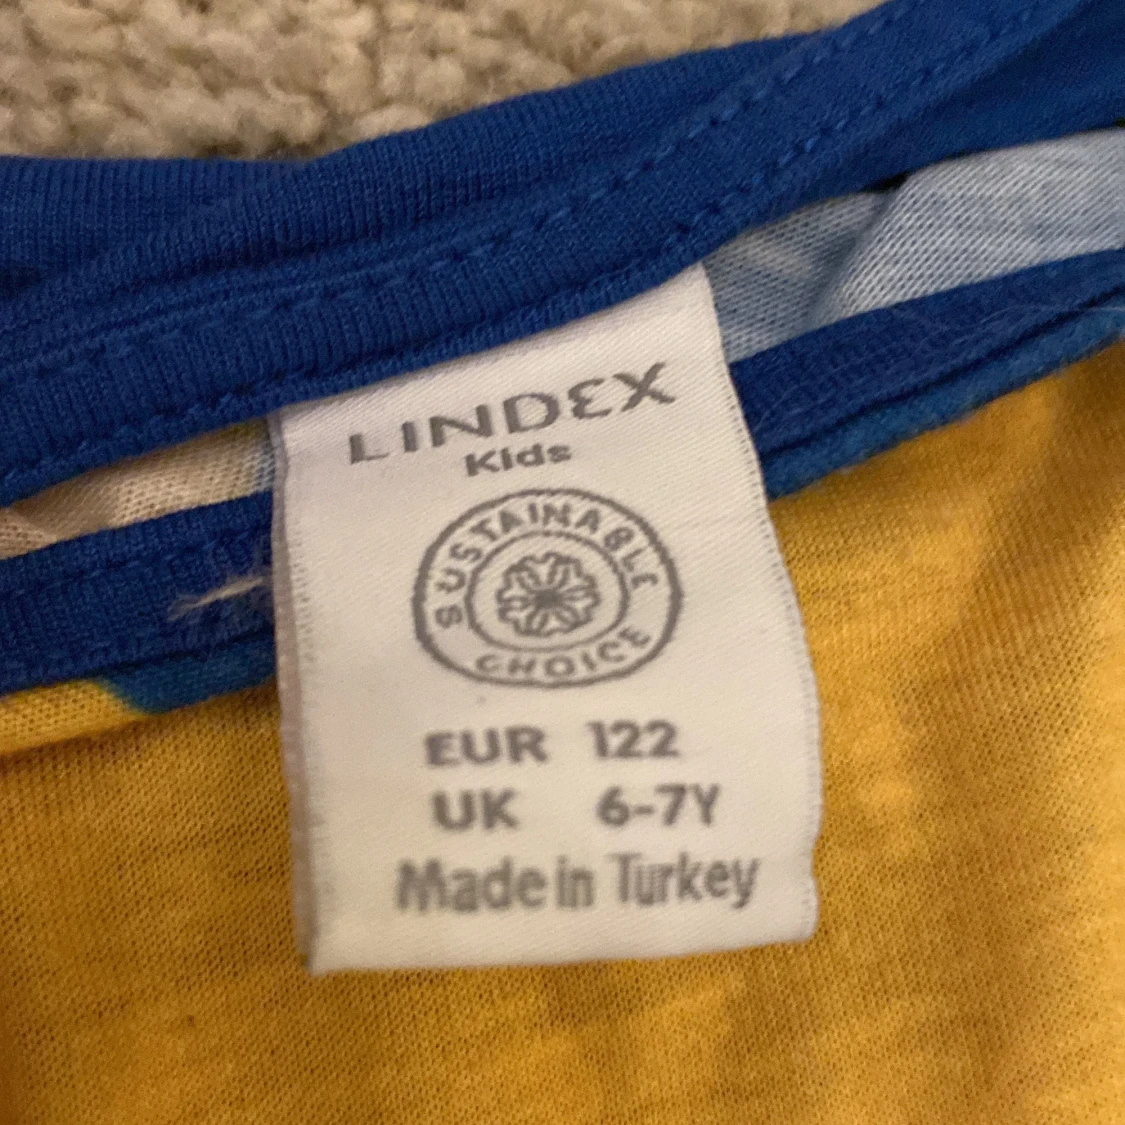 LINDEX
Kids
SUSTAINABLE
CHOICE
EUR 122
UK 6-7Y
Made in Turkey